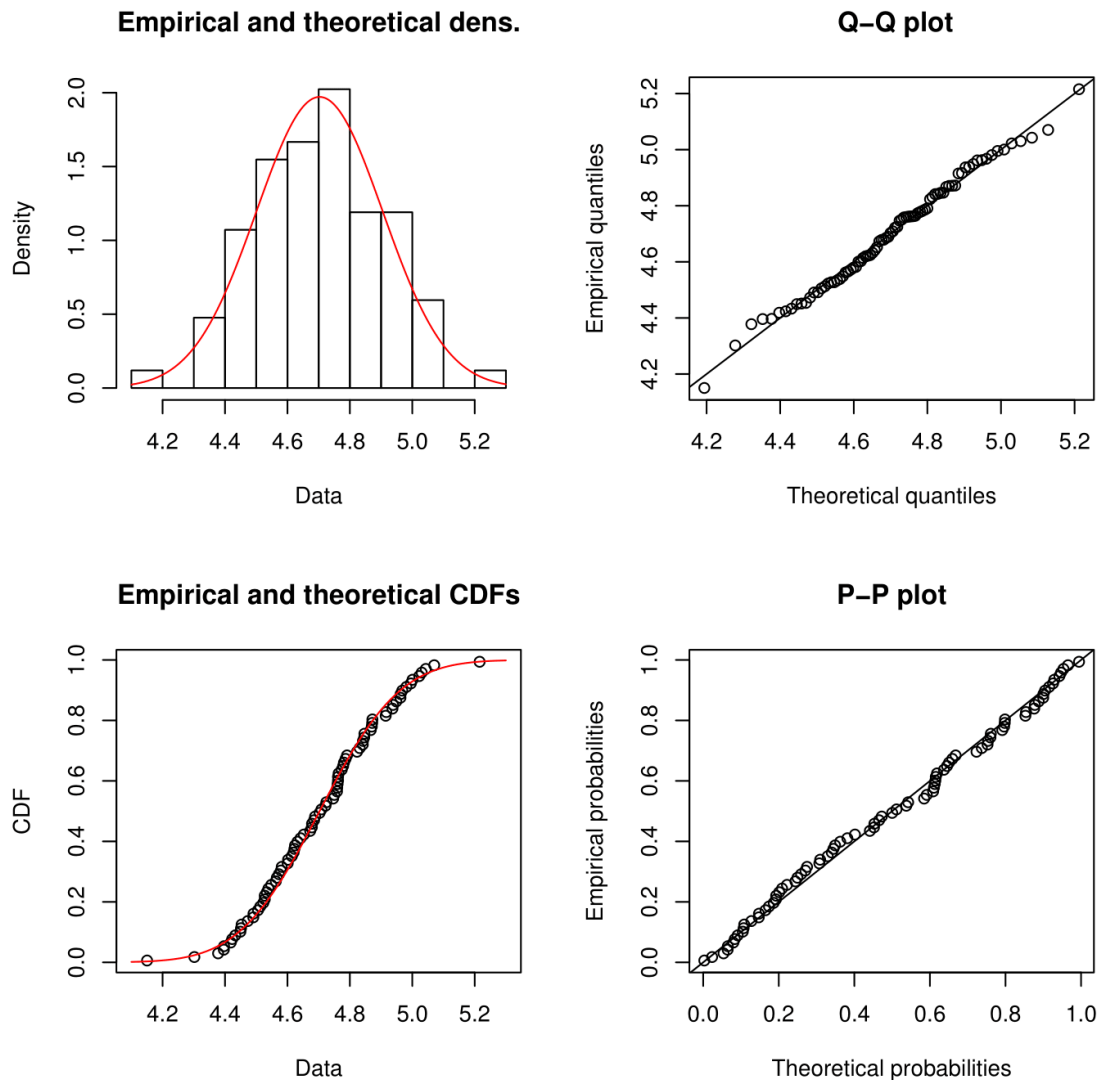 Empirical and theoretical dens.
Density
0.0 0.5 1.0 1.5 2.0
4.2 4.4 4.6 4.8 5.0 5.2
Data
Q−Q plot
Empirical quantiles
4.2 4.4 4.6 4.8 5.0 5.2
4.2 4.4 4.6 4.8 5.0 5.2
Theoretical quantiles
Empirical and theoretical CDFs
CDF
0.0 0.2 0.4 0.6 0.8 1.0
4.2 4.4 4.6 4.8 5.0 5.2
Data
P−P plot
Empirical probabilities
0.0 0.2 0.4 0.6 0.8 1.0
0.0 0.2 0.4 0.6 0.8 1.0
Theoretical probabilities